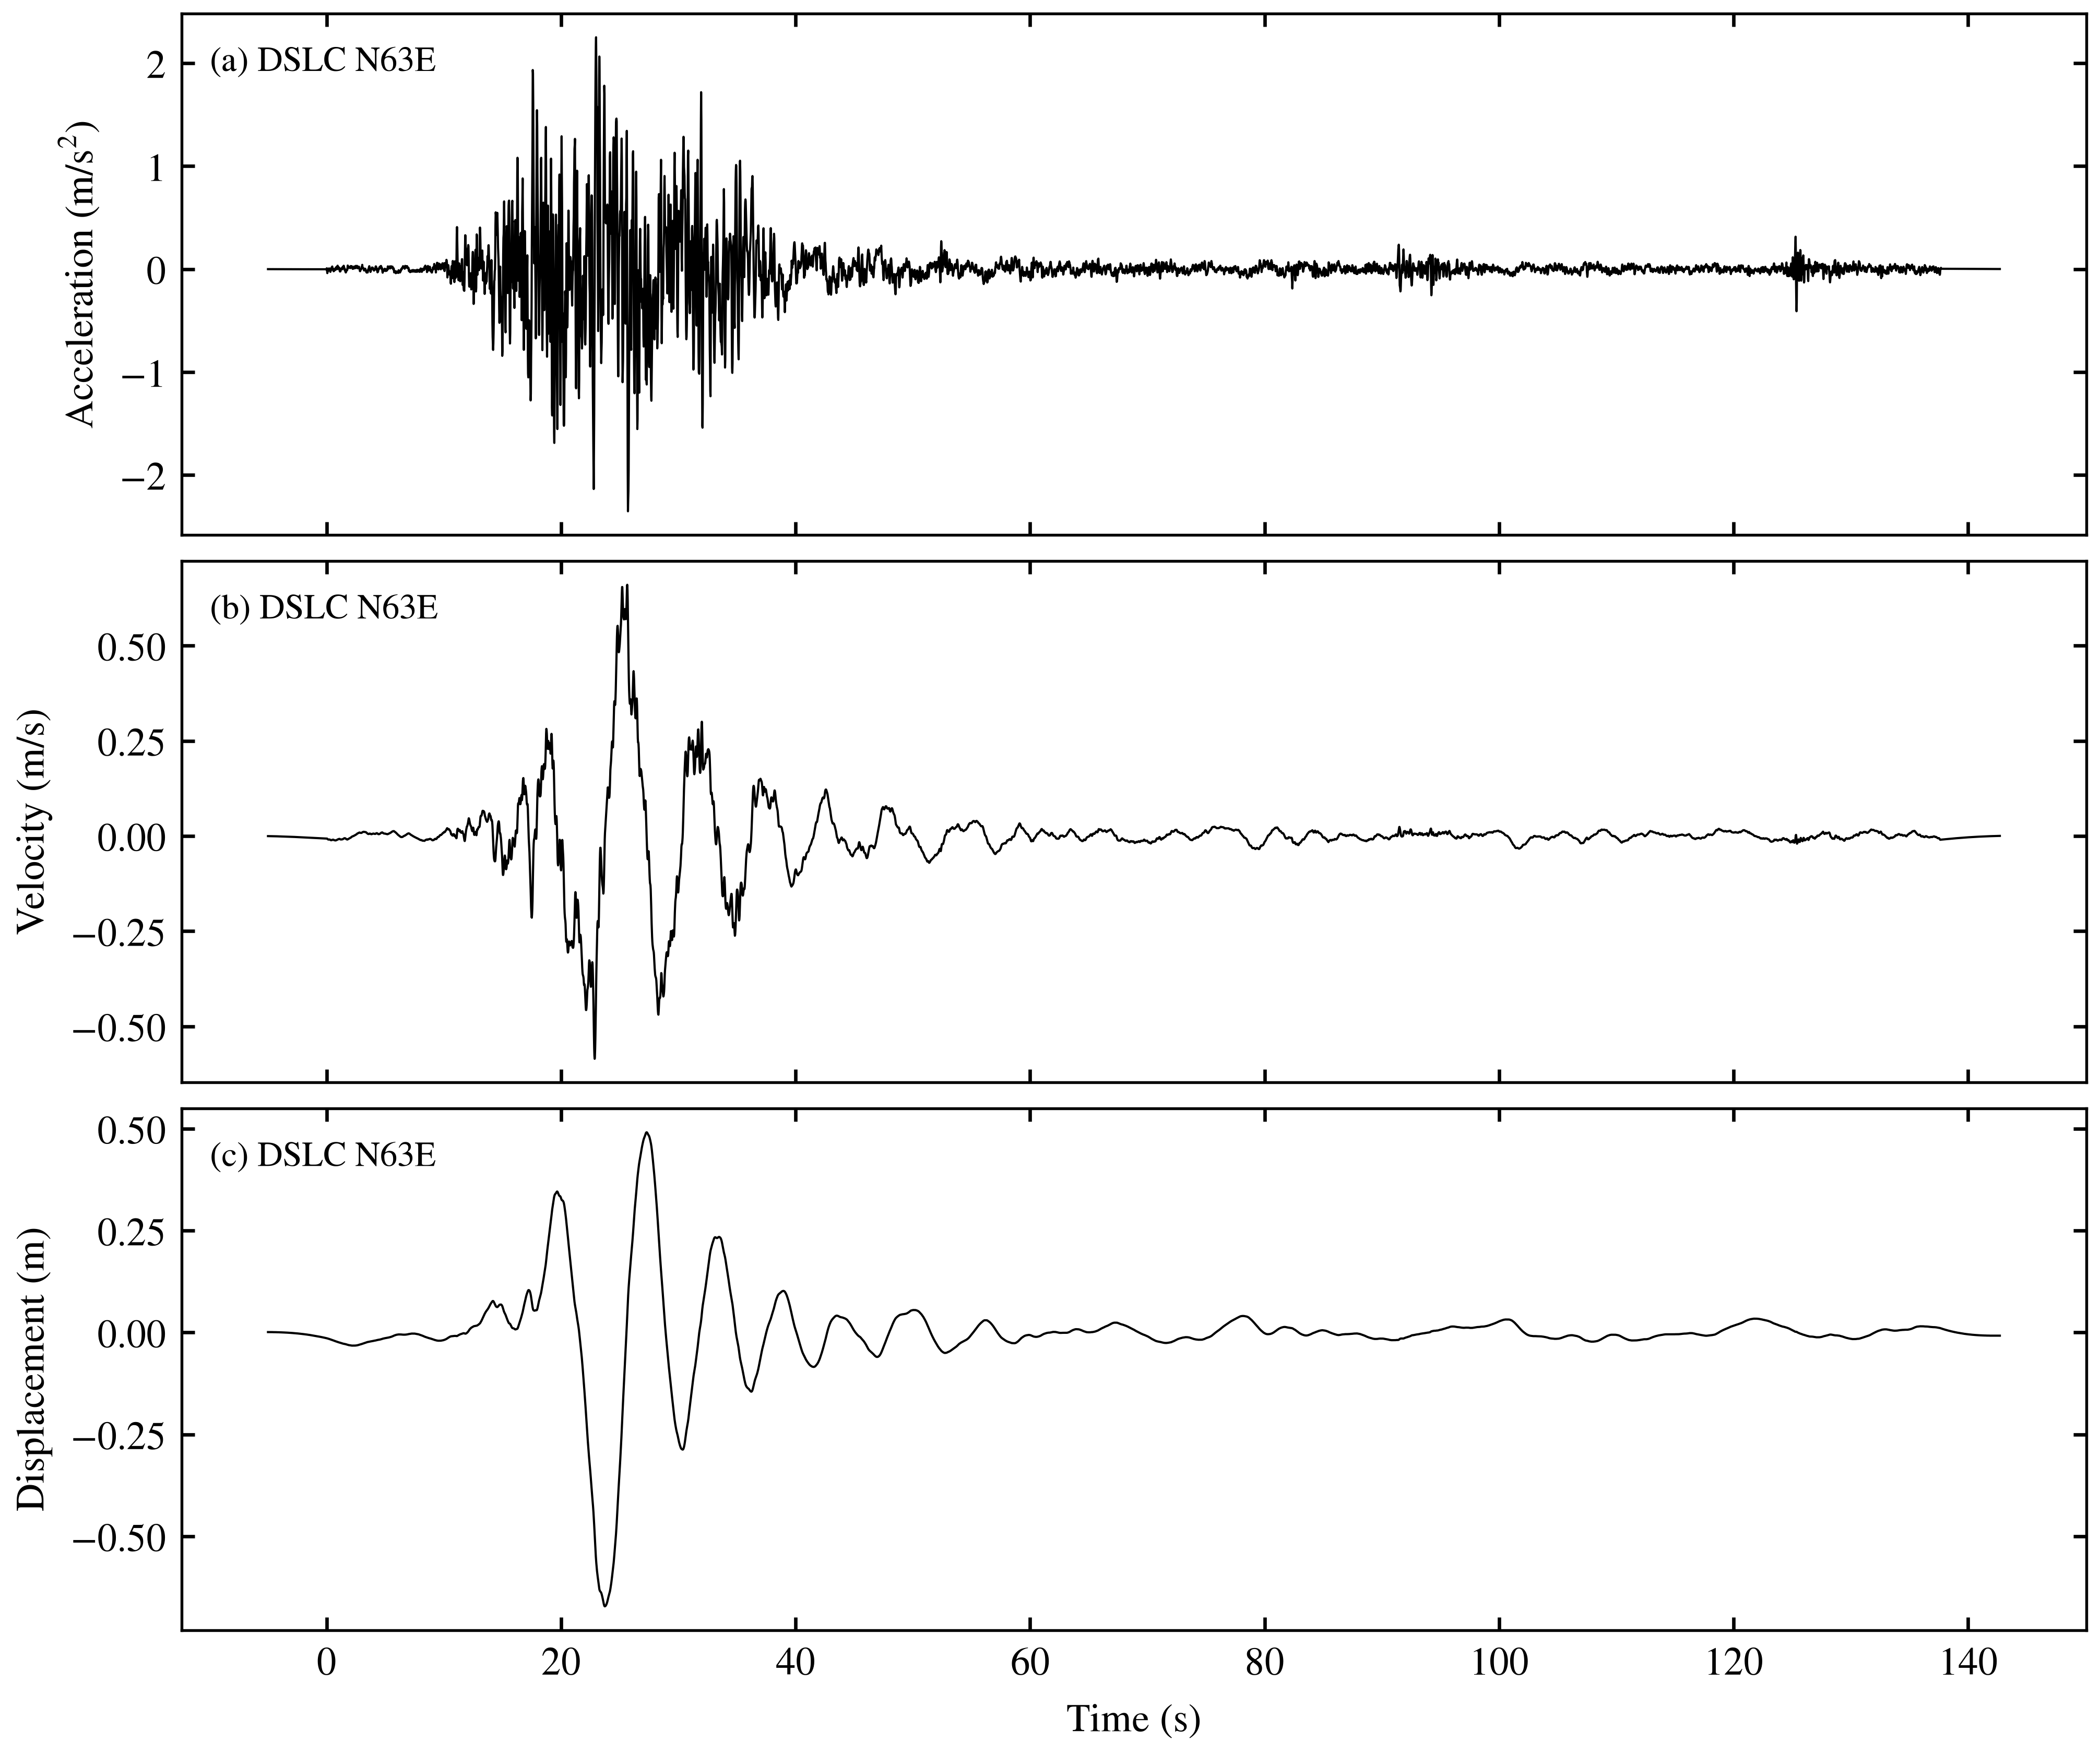 (a) DSLC N63E
Acceleration (m/s²)
2
1
0
−1
−2
(b) DSLC N63E
Velocity (m/s)
0.50
0.25
0.00
−0.25
−0.50
(c) DSLC N63E
Displacement (m)
0.50
0.25
0.00
−0.25
−0.50
0 20 40 60 80 100 120 140
Time (s)